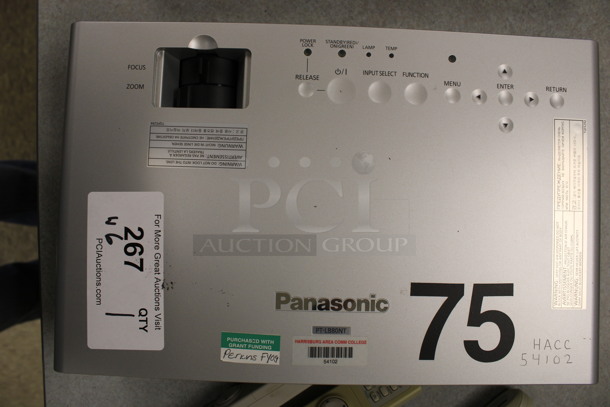 POWER LOCK
STANDBY(RED)/ ON(GREEN)
LAMP
TEMP
FOCUS
ZOOM
RELEASE
⏻/I
INPUT SELECT
FUNCTION
MENU
ENTER
RETURN
PCI
AUCTION GROUP
For More Great Auctions Visit
267
QTY
46
1
PCIAuctions.com
Panasonic
75
PURCHASED WITH
GRANT FUNDING
Perkins FY09
HARRISBURG AREA COMM COLLEGE
54102
HACC
54102